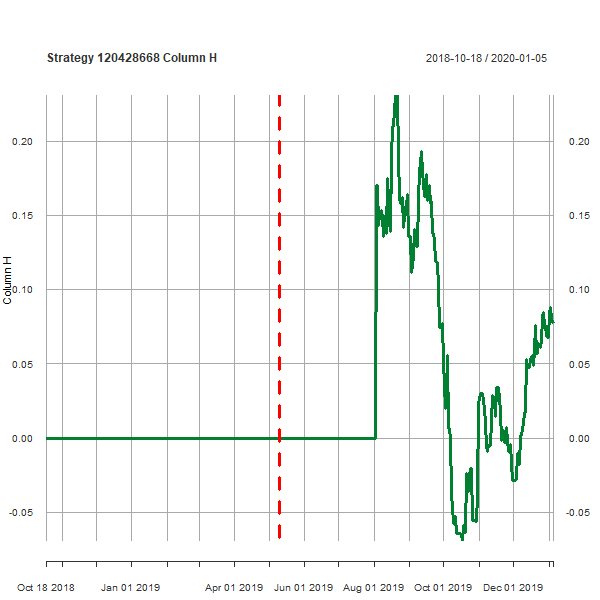 Strategy 120428668 Column H 2018-10-18 / 2020-01-05
0.20 0.20
0.15 0.15
0.10 0.10
Column H
0.05 0.05
0.00 0.00
-0.05 -0.05
Oct 18 2018 Jan 01 2019 Apr 01 2019 Jun 01 2019 Aug 01 2019 Oct 01 2019 Dec 01 2019